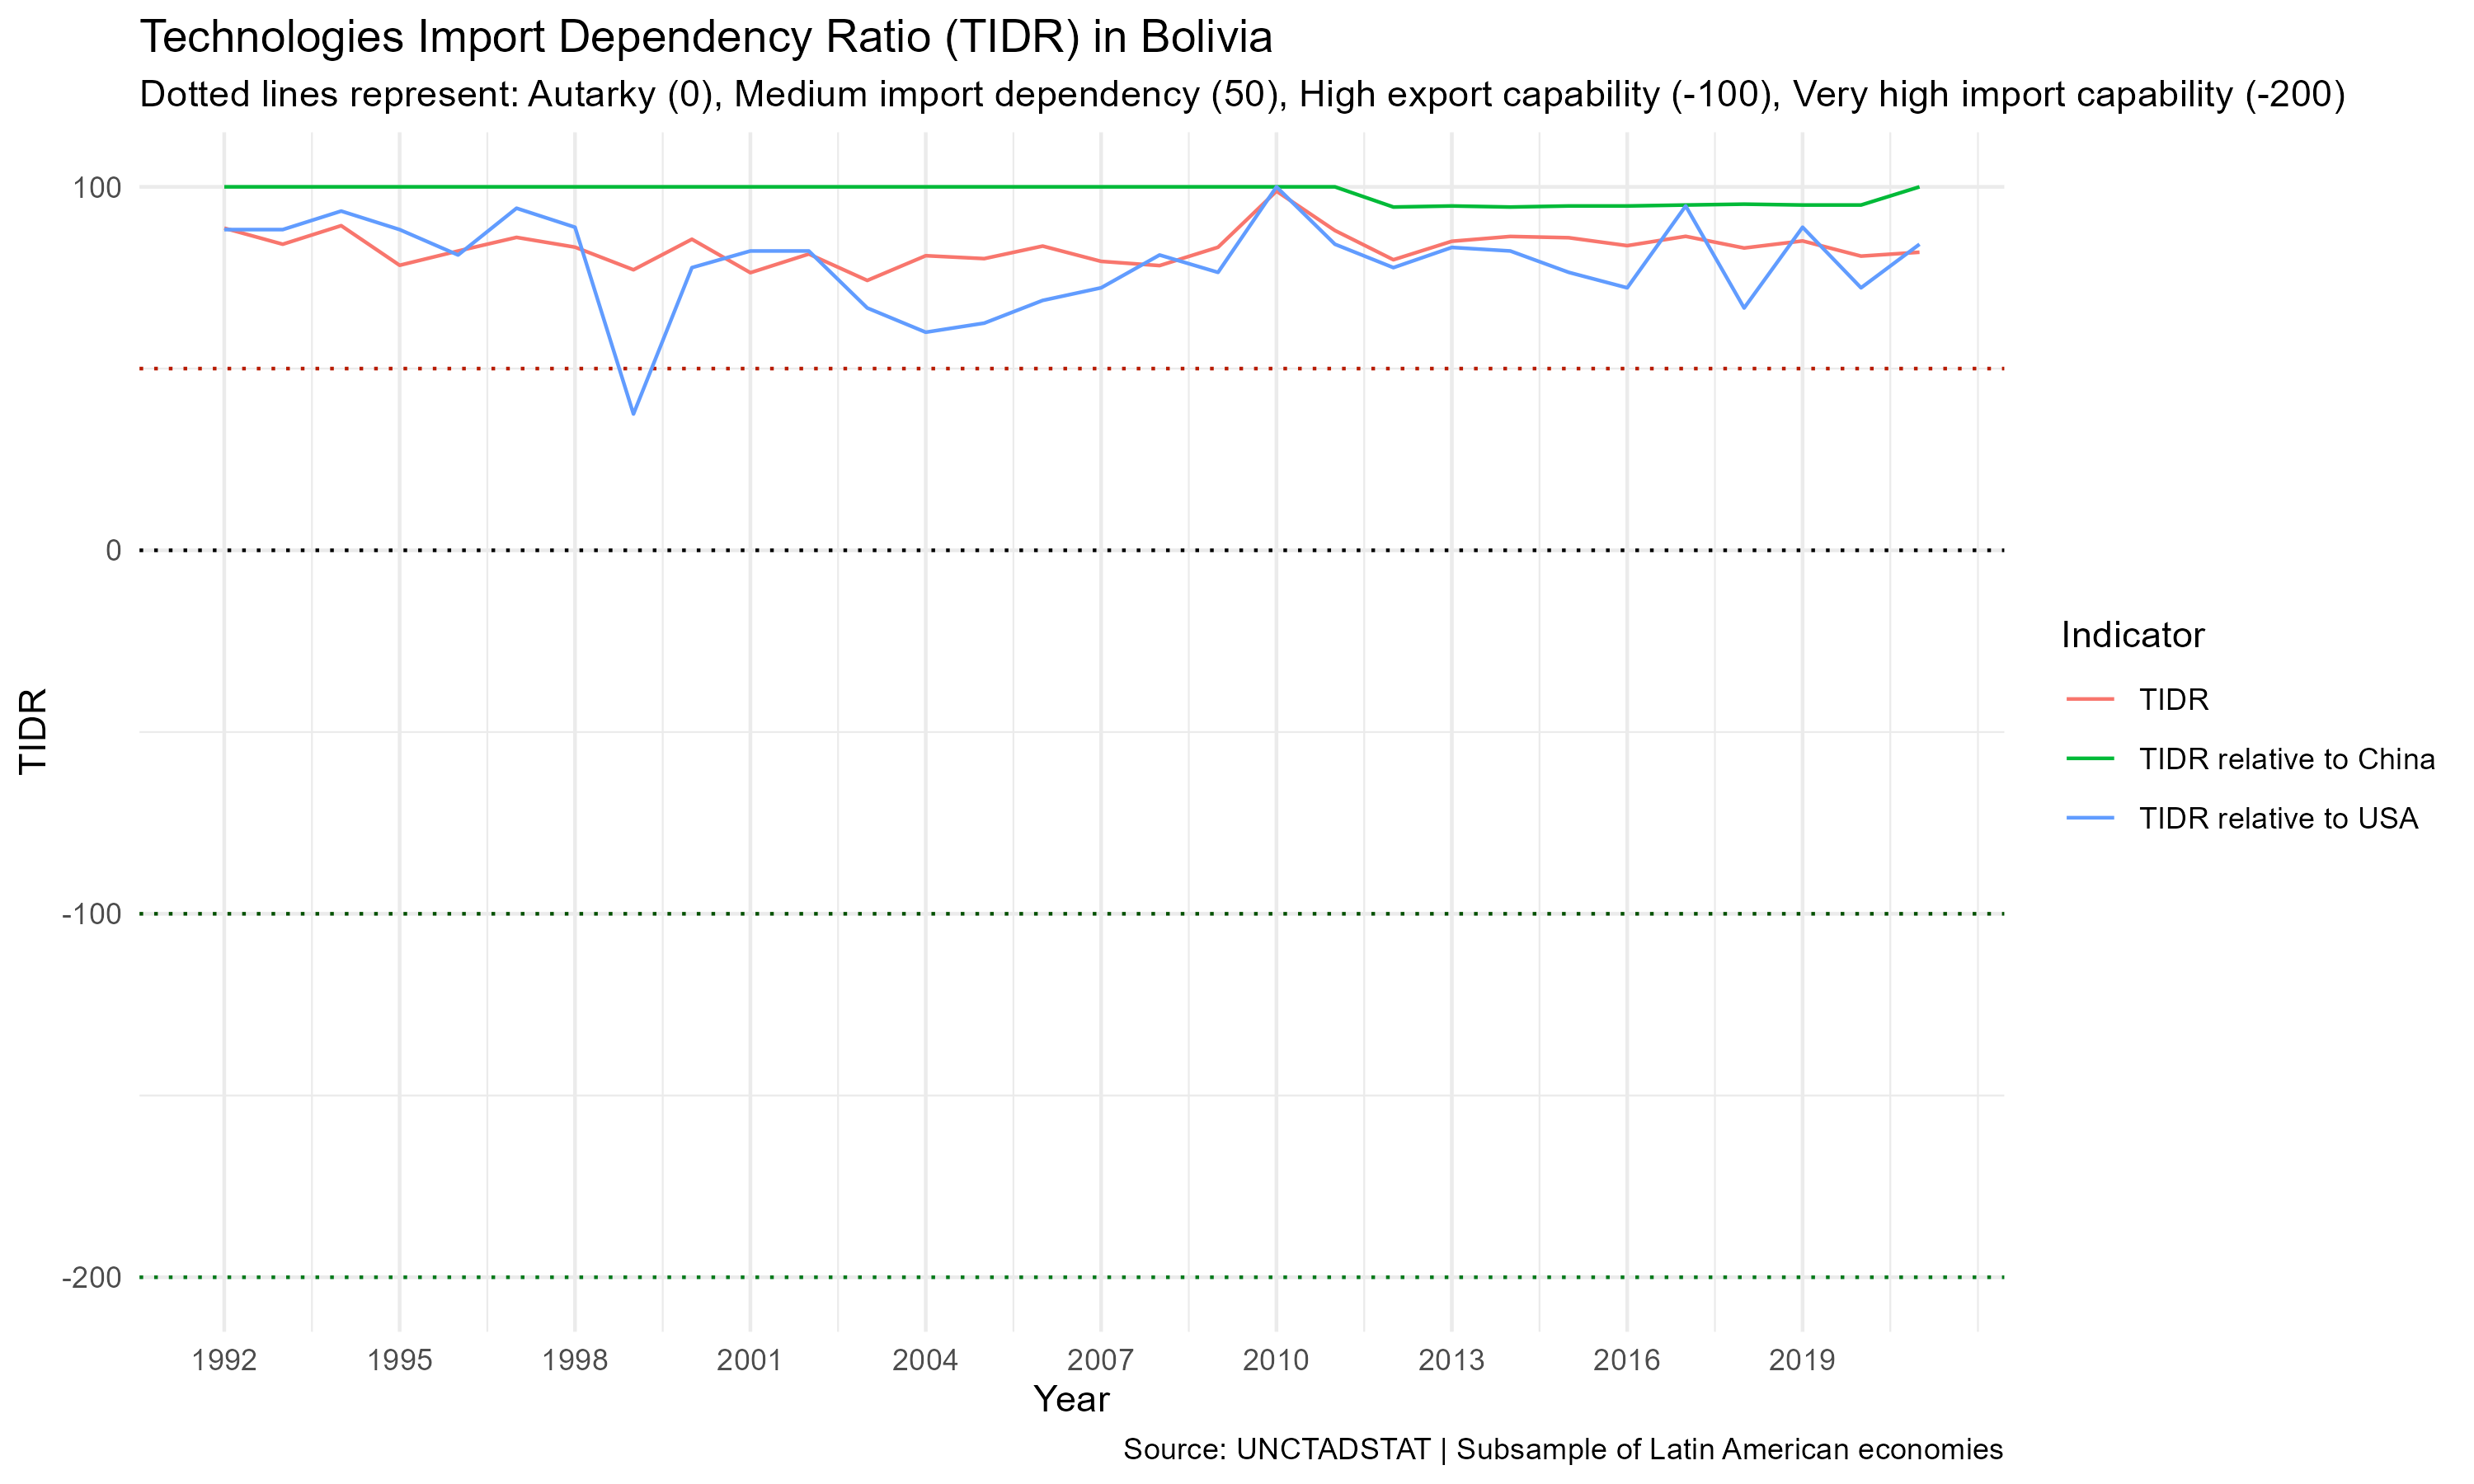 Technologies Import Dependency Ratio (TIDR) in Bolivia
Dotted lines represent: Autarky (0), Medium import dependency (50), High export capability (-100), Very high import capability (-200)
100
0
-100
-200
TIDR
1992 1995 1998 2001 2004 2007 2010 2013 2016 2019
Year
Indicator
TIDR
TIDR relative to China
TIDR relative to USA
Source: UNCTADSTAT | Subsample of Latin American economies